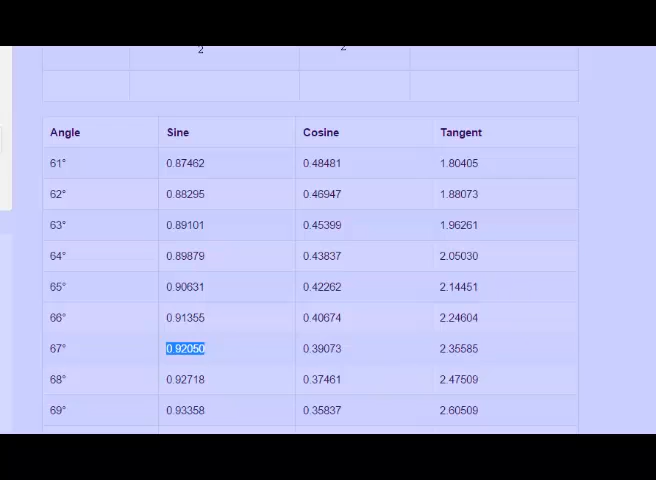 2 2
Angle Sine Cosine Tangent
61° 0.87462 0.48481 1.80405
62° 0.88295 0.46947 1.88073
63° 0.89101 0.45399 1.96261
64° 0.89879 0.43837 2.05030
65° 0.90631 0.42262 2.14451
66° 0.91355 0.40674 2.24604
67° 0.92050 0.39073 2.35585
68° 0.92718 0.37461 2.47509
69° 0.93358 0.35837 2.60509